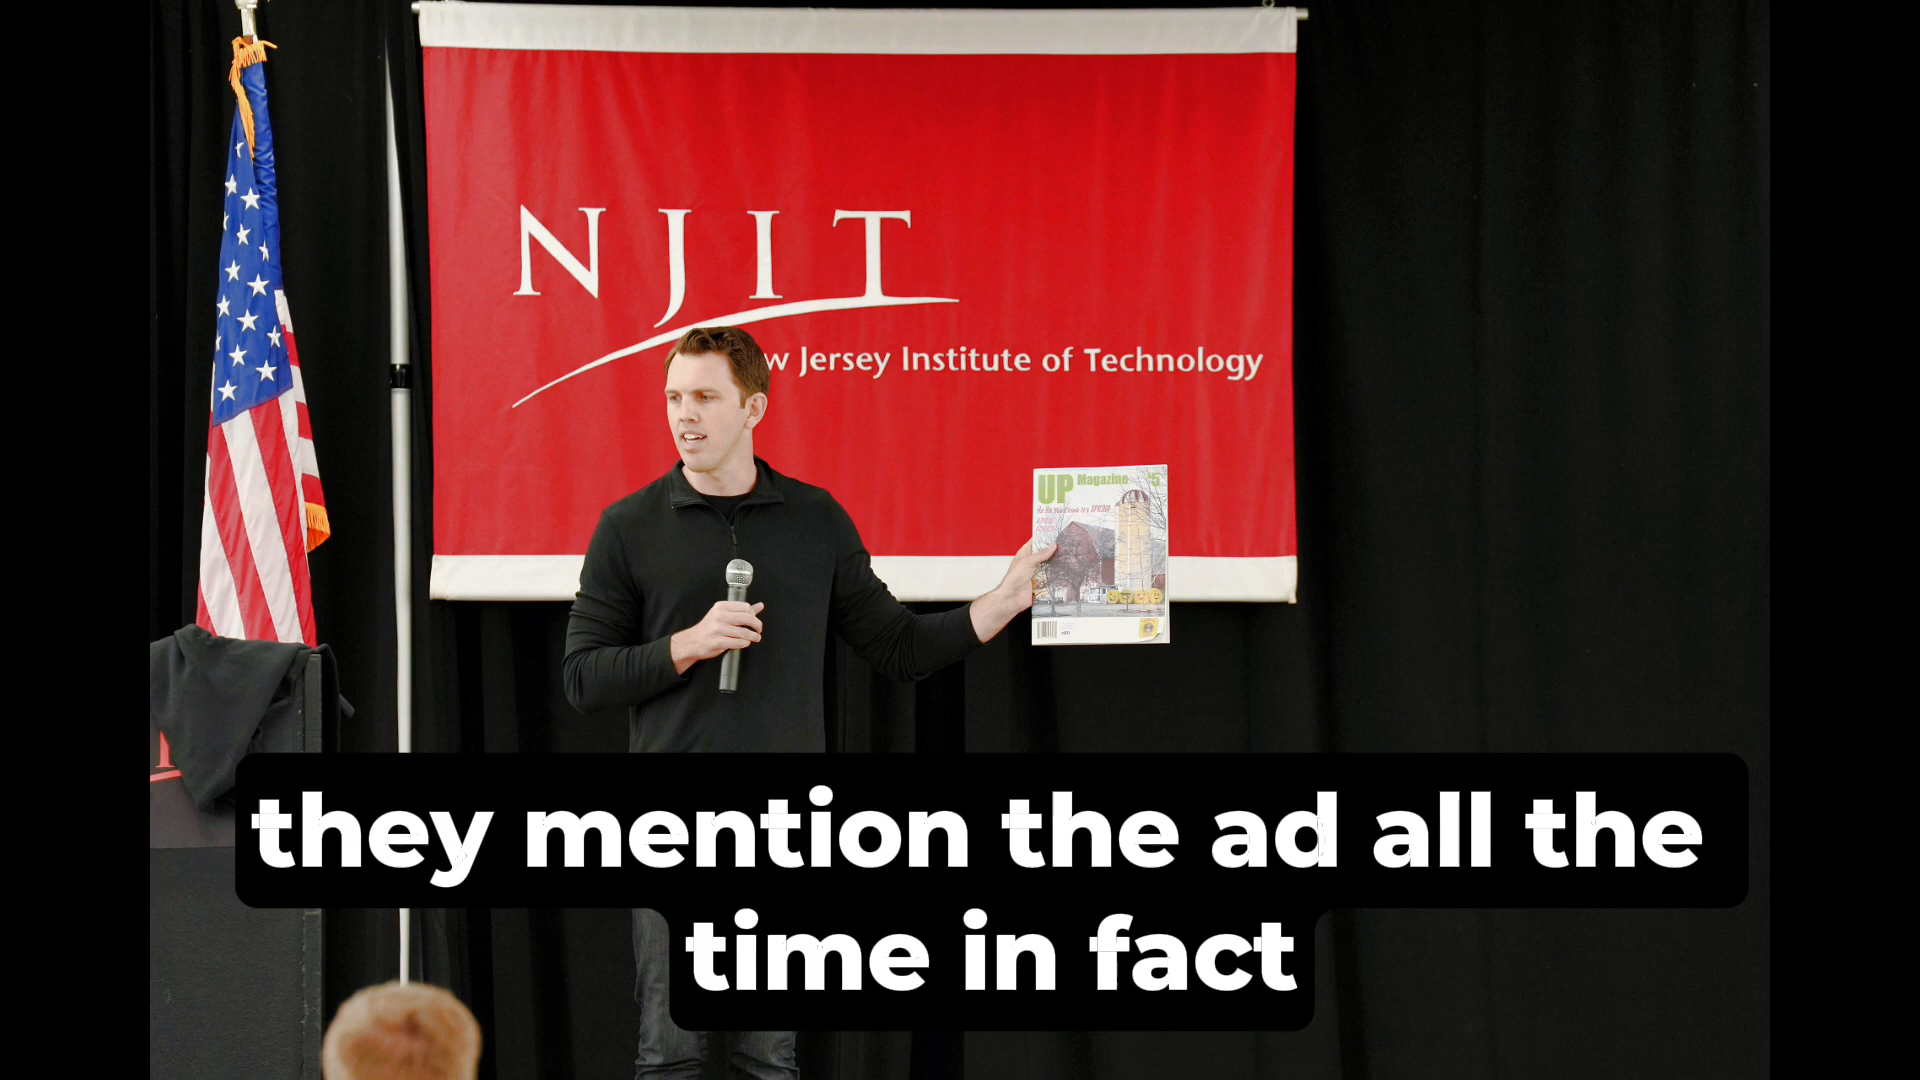 NJIT
w Jersey Institute of Technology
UP Magazine
they mention the ad all the
time in fact